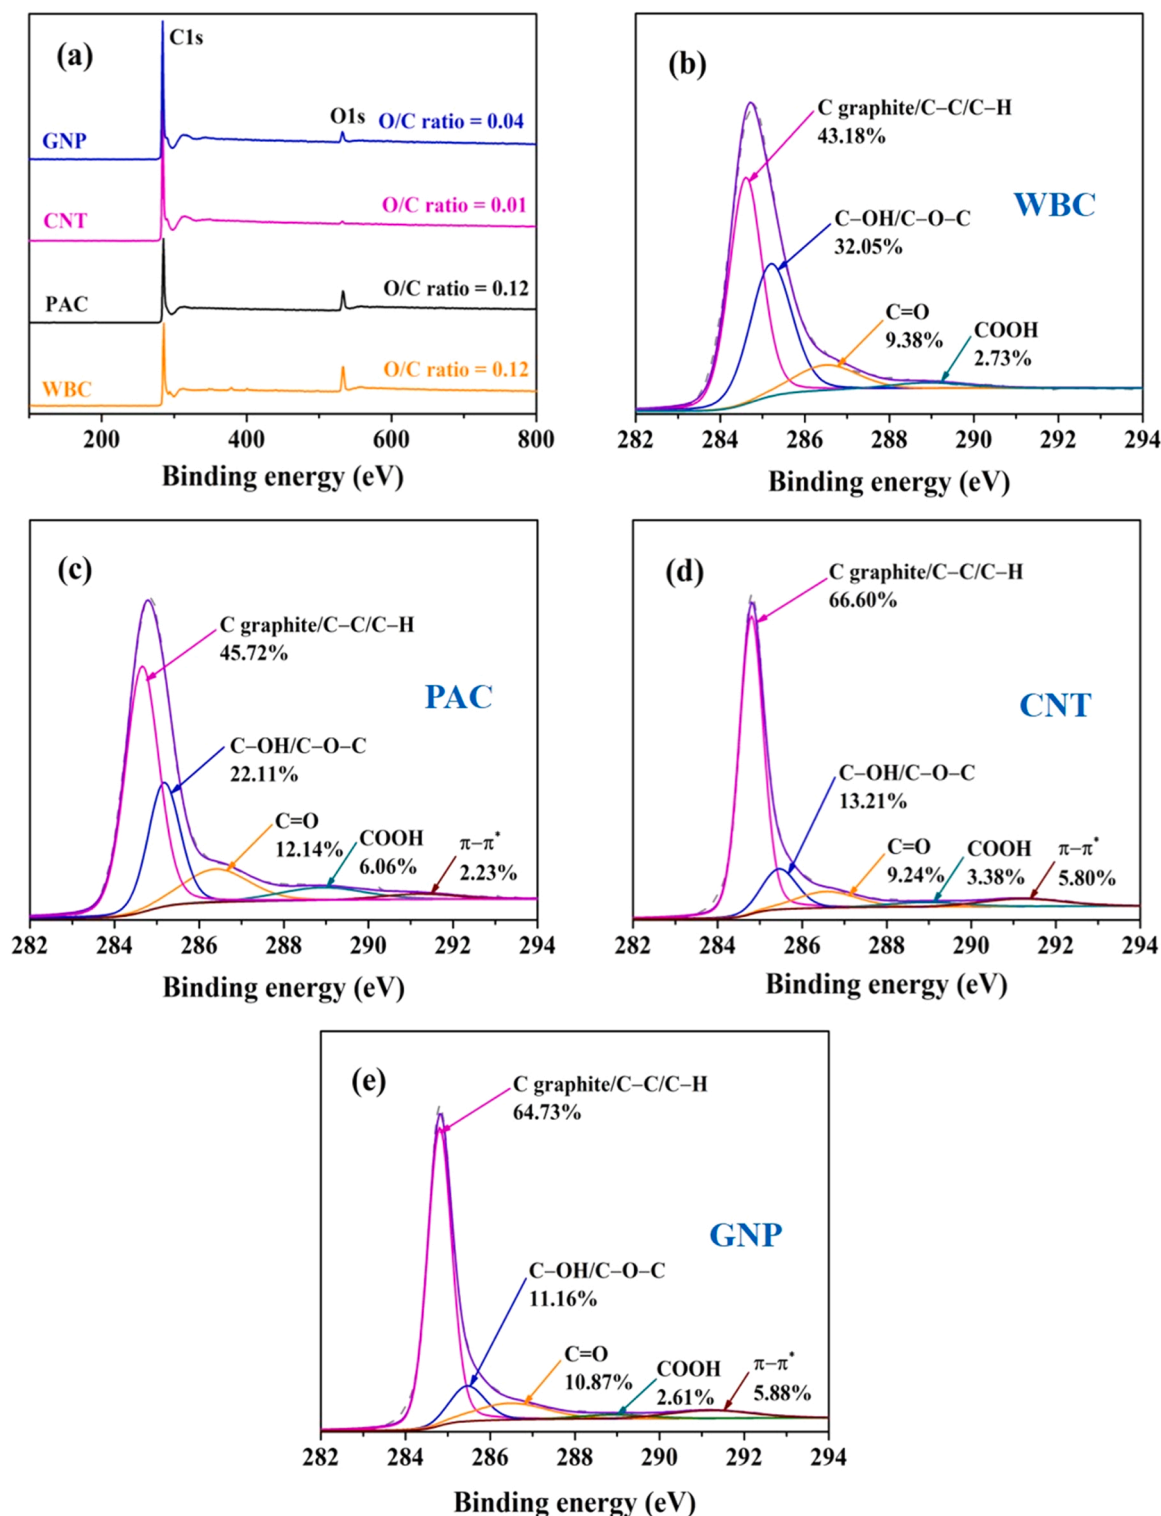 (a)
C1s
O1s
GNP
O/C ratio = 0.04
CNT
O/C ratio = 0.01
PAC
O/C ratio = 0.12
WBC
O/C ratio = 0.12
200
400
600
800
Binding energy (eV)
(b)
C graphite/C–C/C–H
43.18%
WBC
C–OH/C–O–C
32.05%
C=O
9.38%
COOH
2.73%
282
284
286
288
290
292
294
Binding energy (eV)
(c)
C graphite/C–C/C–H
45.72%
PAC
C–OH/C–O–C
22.11%
C=O
12.14%
COOH
6.06%
π–π*
2.23%
282
284
286
288
290
292
294
Binding energy (eV)
(d)
C graphite/C–C/C–H
66.60%
CNT
C–OH/C–O–C
13.21%
C=O
9.24%
COOH
3.38%
π–π*
5.80%
282
284
286
288
290
292
294
Binding energy (eV)
(e)
C graphite/C–C/C–H
64.73%
GNP
C–OH/C–O–C
11.16%
C=O
10.87%
COOH
2.61%
π–π*
5.88%
282
284
286
288
290
292
294
Binding energy (eV)